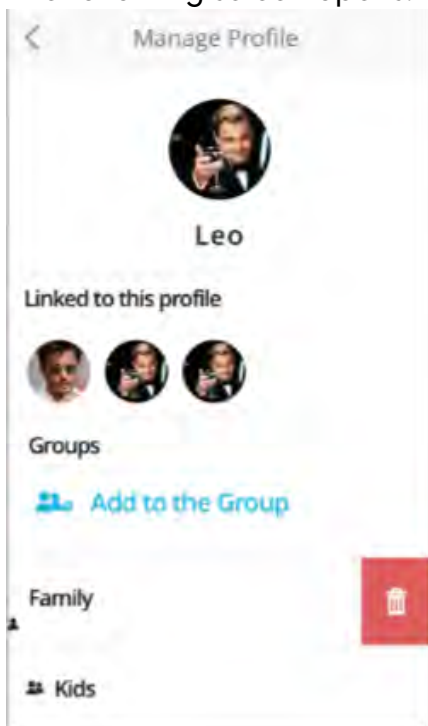 Manage Profile
Leo
Linked to this profile
Groups
Add to the Group
Family
Kids